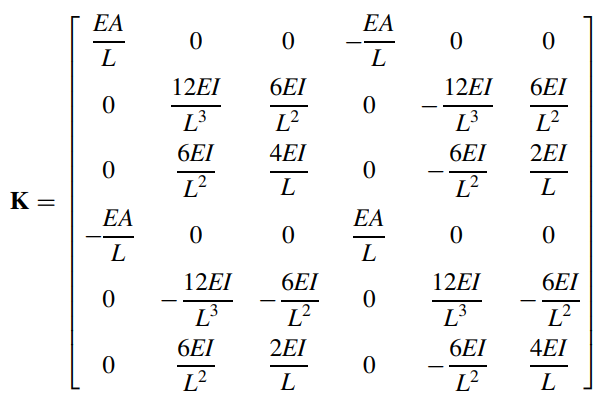 K = [ EA/L 0 0 −EA/L 0 0
0 12EI/L³ 6EI/L² 0 −12EI/L³ 6EI/L²
0 6EI/L² 4EI/L 0 −6EI/L² 2EI/L
−EA/L 0 0 EA/L 0 0
0 −12EI/L³ −6EI/L² 0 12EI/L³ −6EI/L²
0 6EI/L² 2EI/L 0 −6EI/L² 4EI/L ]